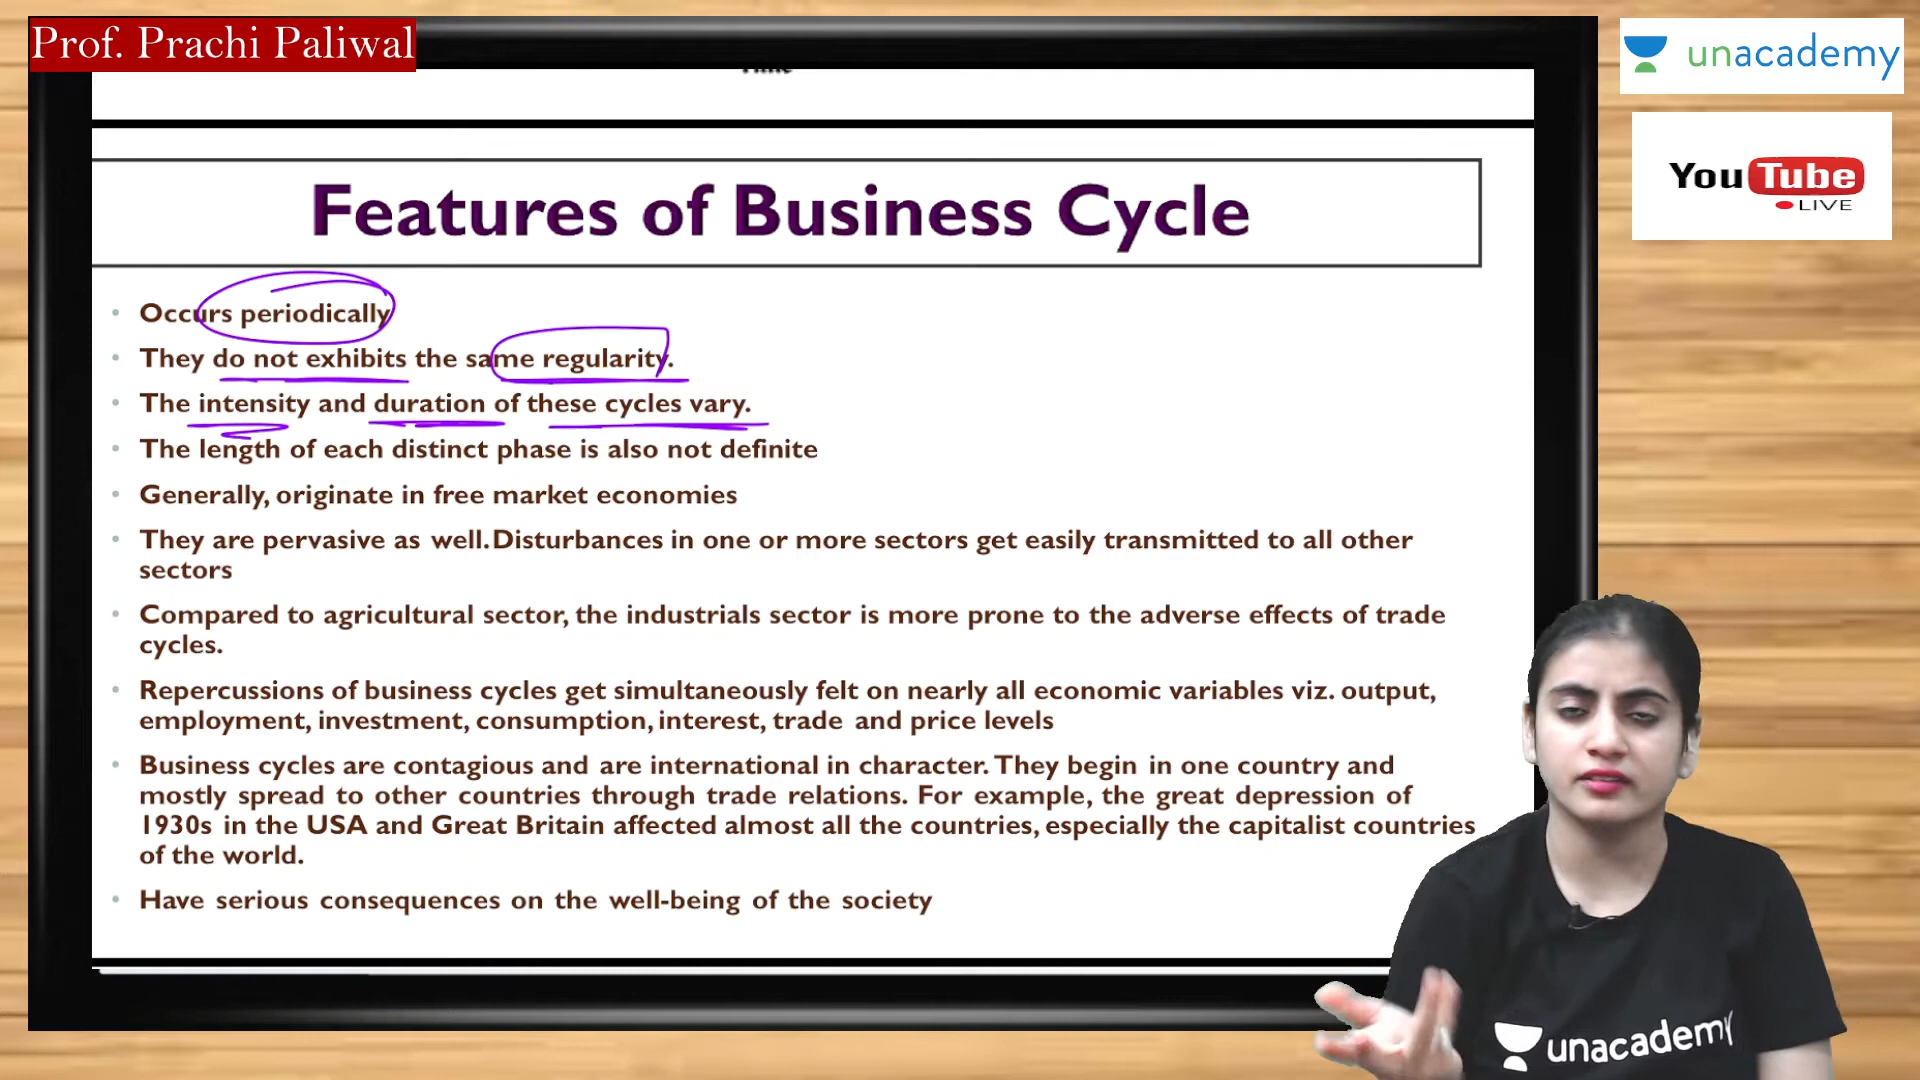 Prof. Prachi Paliwal
unacademy
You Tube
LIVE
Features of Business Cycle
• Occurs periodically
• They do not exhibits the same regularity.
• The intensity and duration of these cycles vary.
• The length of each distinct phase is also not definite
• Generally, originate in free market economies
• They are pervasive as well. Disturbances in one or more sectors get easily transmitted to all other
sectors
• Compared to agricultural sector, the industrials sector is more prone to the adverse effects of trade
cycles.
• Repercussions of business cycles get simultaneously felt on nearly all economic variables viz. output,
employment, investment, consumption, interest, trade and price levels
• Business cycles are contagious and are international in character. They begin in one country and
mostly spread to other countries through trade relations. For example, the great depression of
1930s in the USA and Great Britain affected almost all the countries, especially the capitalist countries
of the world.
• Have serious consequences on the well-being of the society
unacademy